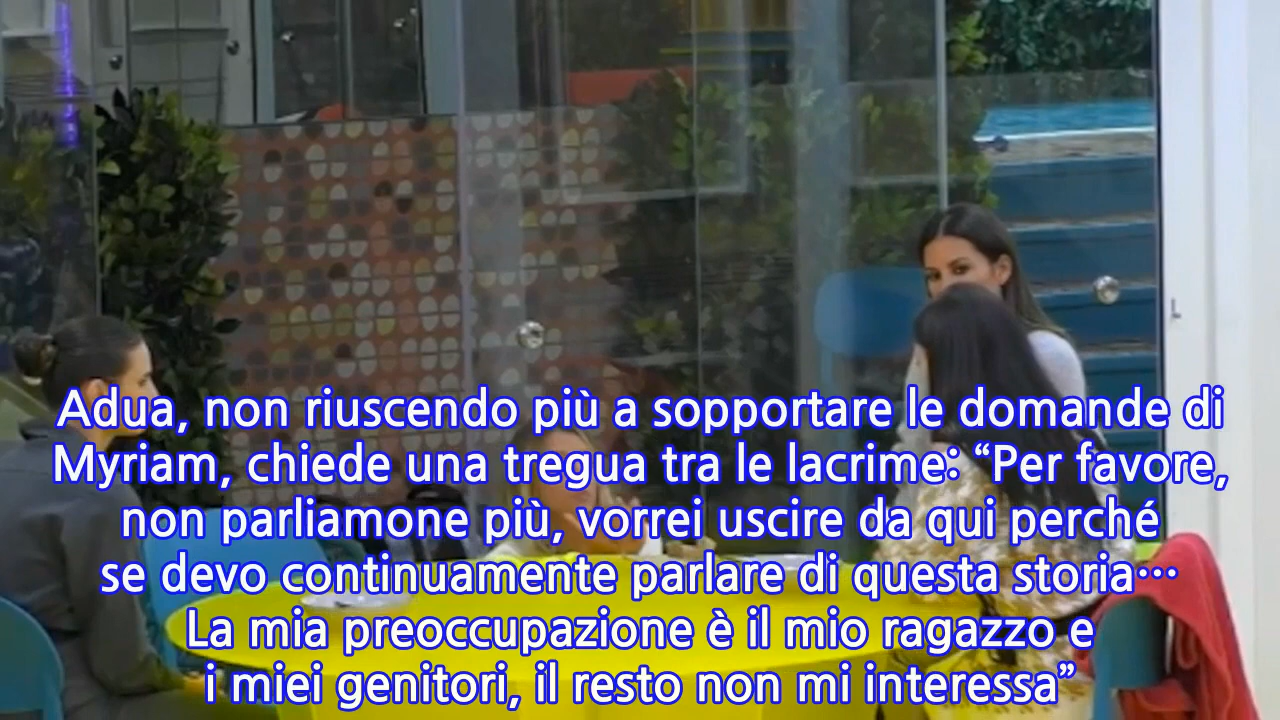 Adua, non riuscendo più a sopportare le domande di
Myriam, chiede una tregua tra le lacrime: “Per favore,
non parliamone più, vorrei uscire da qui perché
se devo continuamente parlare di questa storia…
La mia preoccupazione è il mio ragazzo e
i miei genitori, il resto non mi interessa”